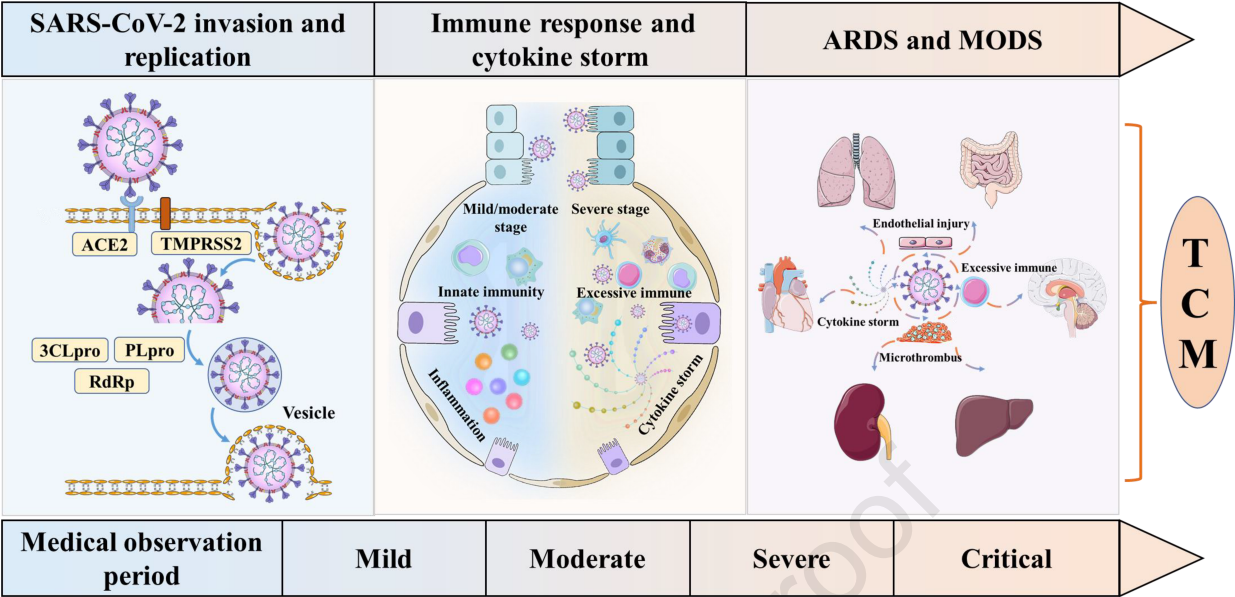 SARS-CoV-2 invasion and
replication
Immune response and
cytokine storm
ARDS and MODS
ACE2
TMPRSS2
3CLpro
PLpro
RdRp
Vesicle
Mild/moderate
stage
Severe stage
Innate immunity
Excessive immune
Inflammation
Cytokine storm
Endothelial injury
Excessive immune
Cytokine storm
Microthrombus
T
C
M
Medical observation
period
Mild
Moderate
Severe
Critical
roof